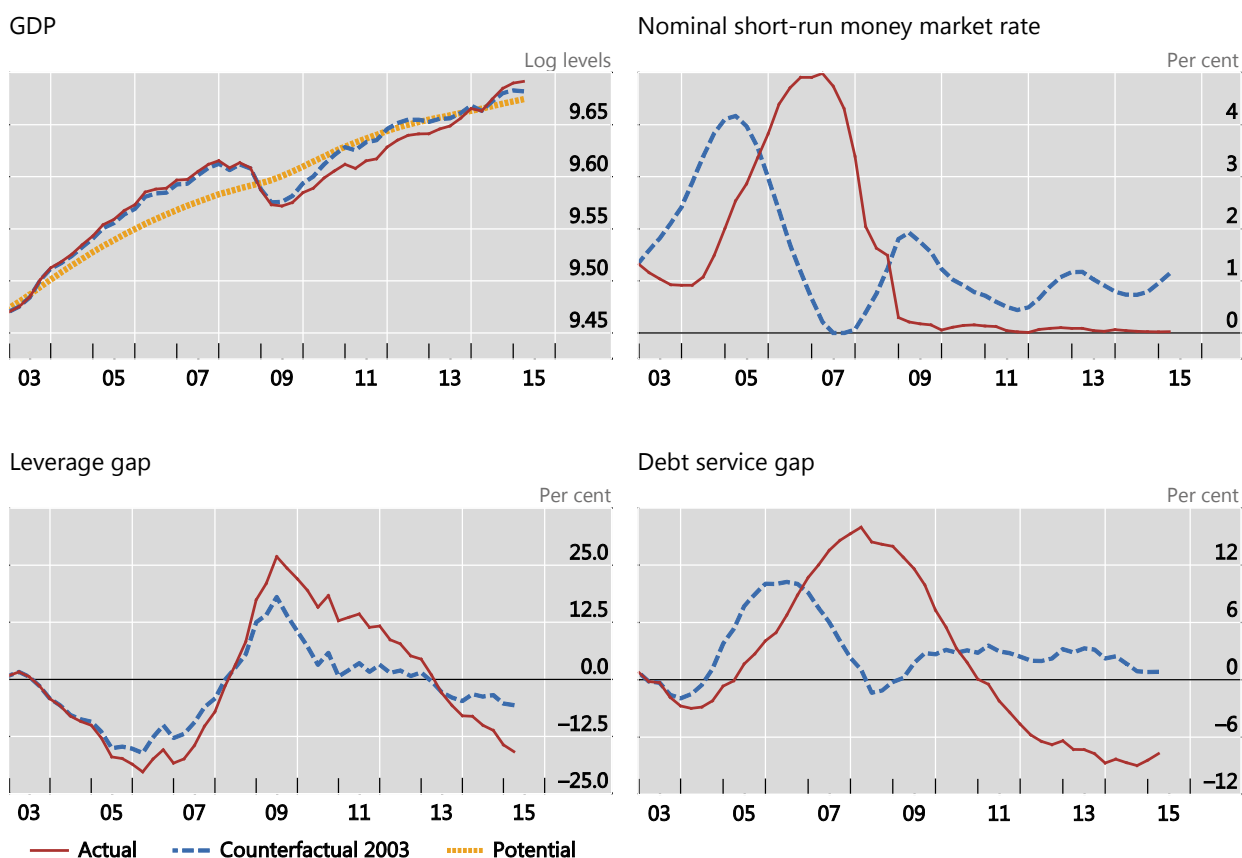 GDP
Log levels
9.65
9.60
9.55
9.50
9.45
03 05 07 09 11 13 15
Nominal short-run money market rate
Per cent
4
3
2
1
0
03 05 07 09 11 13 15
Leverage gap
Per cent
25.0
12.5
0.0
–12.5
–25.0
03 05 07 09 11 13 15
Debt service gap
Per cent
12
6
0
–6
–12
03 05 07 09 11 13 15
Actual Counterfactual 2003 Potential